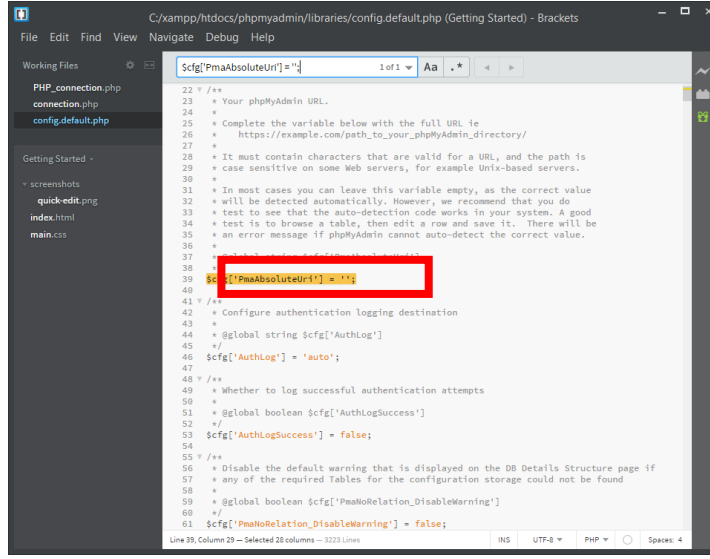 C:/xampp/htdocs/phpmyadmin/libraries/config.default.php (Getting Started) - Brackets
File Edit Find View Navigate Debug Help
Working Files
PHP_connection.php
connection.php
config.default.php
Getting Started
screenshots
quick-edit.png
index.html
main.css
$cfg['PmaAbsoluteUri'] = '';
1 of 1
Aa .*
22 /**
23 * Your phpMyAdmin URL.
24 *
25 * Complete the variable below with the full URL ie
26 * https://example.com/path_to_your_phpMyAdmin_directory/
27 *
28 * It must contain characters that are valid for a URL, and the path is
29 * case sensitive on some Web servers, for example Unix-based servers.
30 *
31 * In most cases you can leave this variable empty, as the correct value
32 * will be detected automatically. However, we recommend that you do
33 * test to see that the auto-detection code works in your system. A good
34 * test is to browse a table, then edit a row and save it. There will be
35 * an error message if phpMyAdmin cannot auto-detect the correct value.
36 *
37 *
38 *
39 $cfg['PmaAbsoluteUri'] = '';
40
41 /**
42 * Configure authentication logging destination
43 *
44 * @global string $cfg['AuthLog']
45 */
46 $cfg['AuthLog'] = 'auto';
47
48 /**
49 * Whether to log successful authentication attempts
50 *
51 * @global boolean $cfg['AuthLogSuccess']
52 */
53 $cfg['AuthLogSuccess'] = false;
54
55 /**
56 * Disable the default warning that is displayed on the DB Details Structure page if
57 * any of the required Tables for the configuration storage could not be found
58 *
59 * @global boolean $cfg['PmaNoRelation_DisableWarning']
60 */
61 $cfg['PmaNoRelation_DisableWarning'] = false;
Line 39, Column 29 — Selected 28 columns — 3223 Lines
INS UTF-8 PHP Spaces: 4